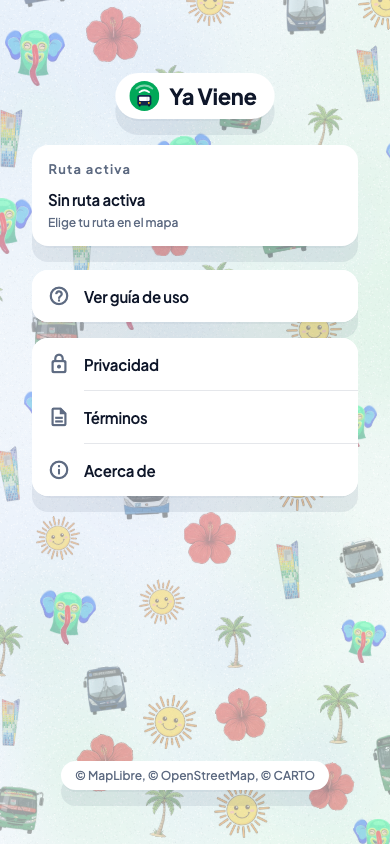 Ya Viene
Ruta activa
Sin ruta activa
Elige tu ruta en el mapa
Ver guía de uso
Privacidad
Términos
Acerca de
© MapLibre, © OpenStreetMap, © CARTO